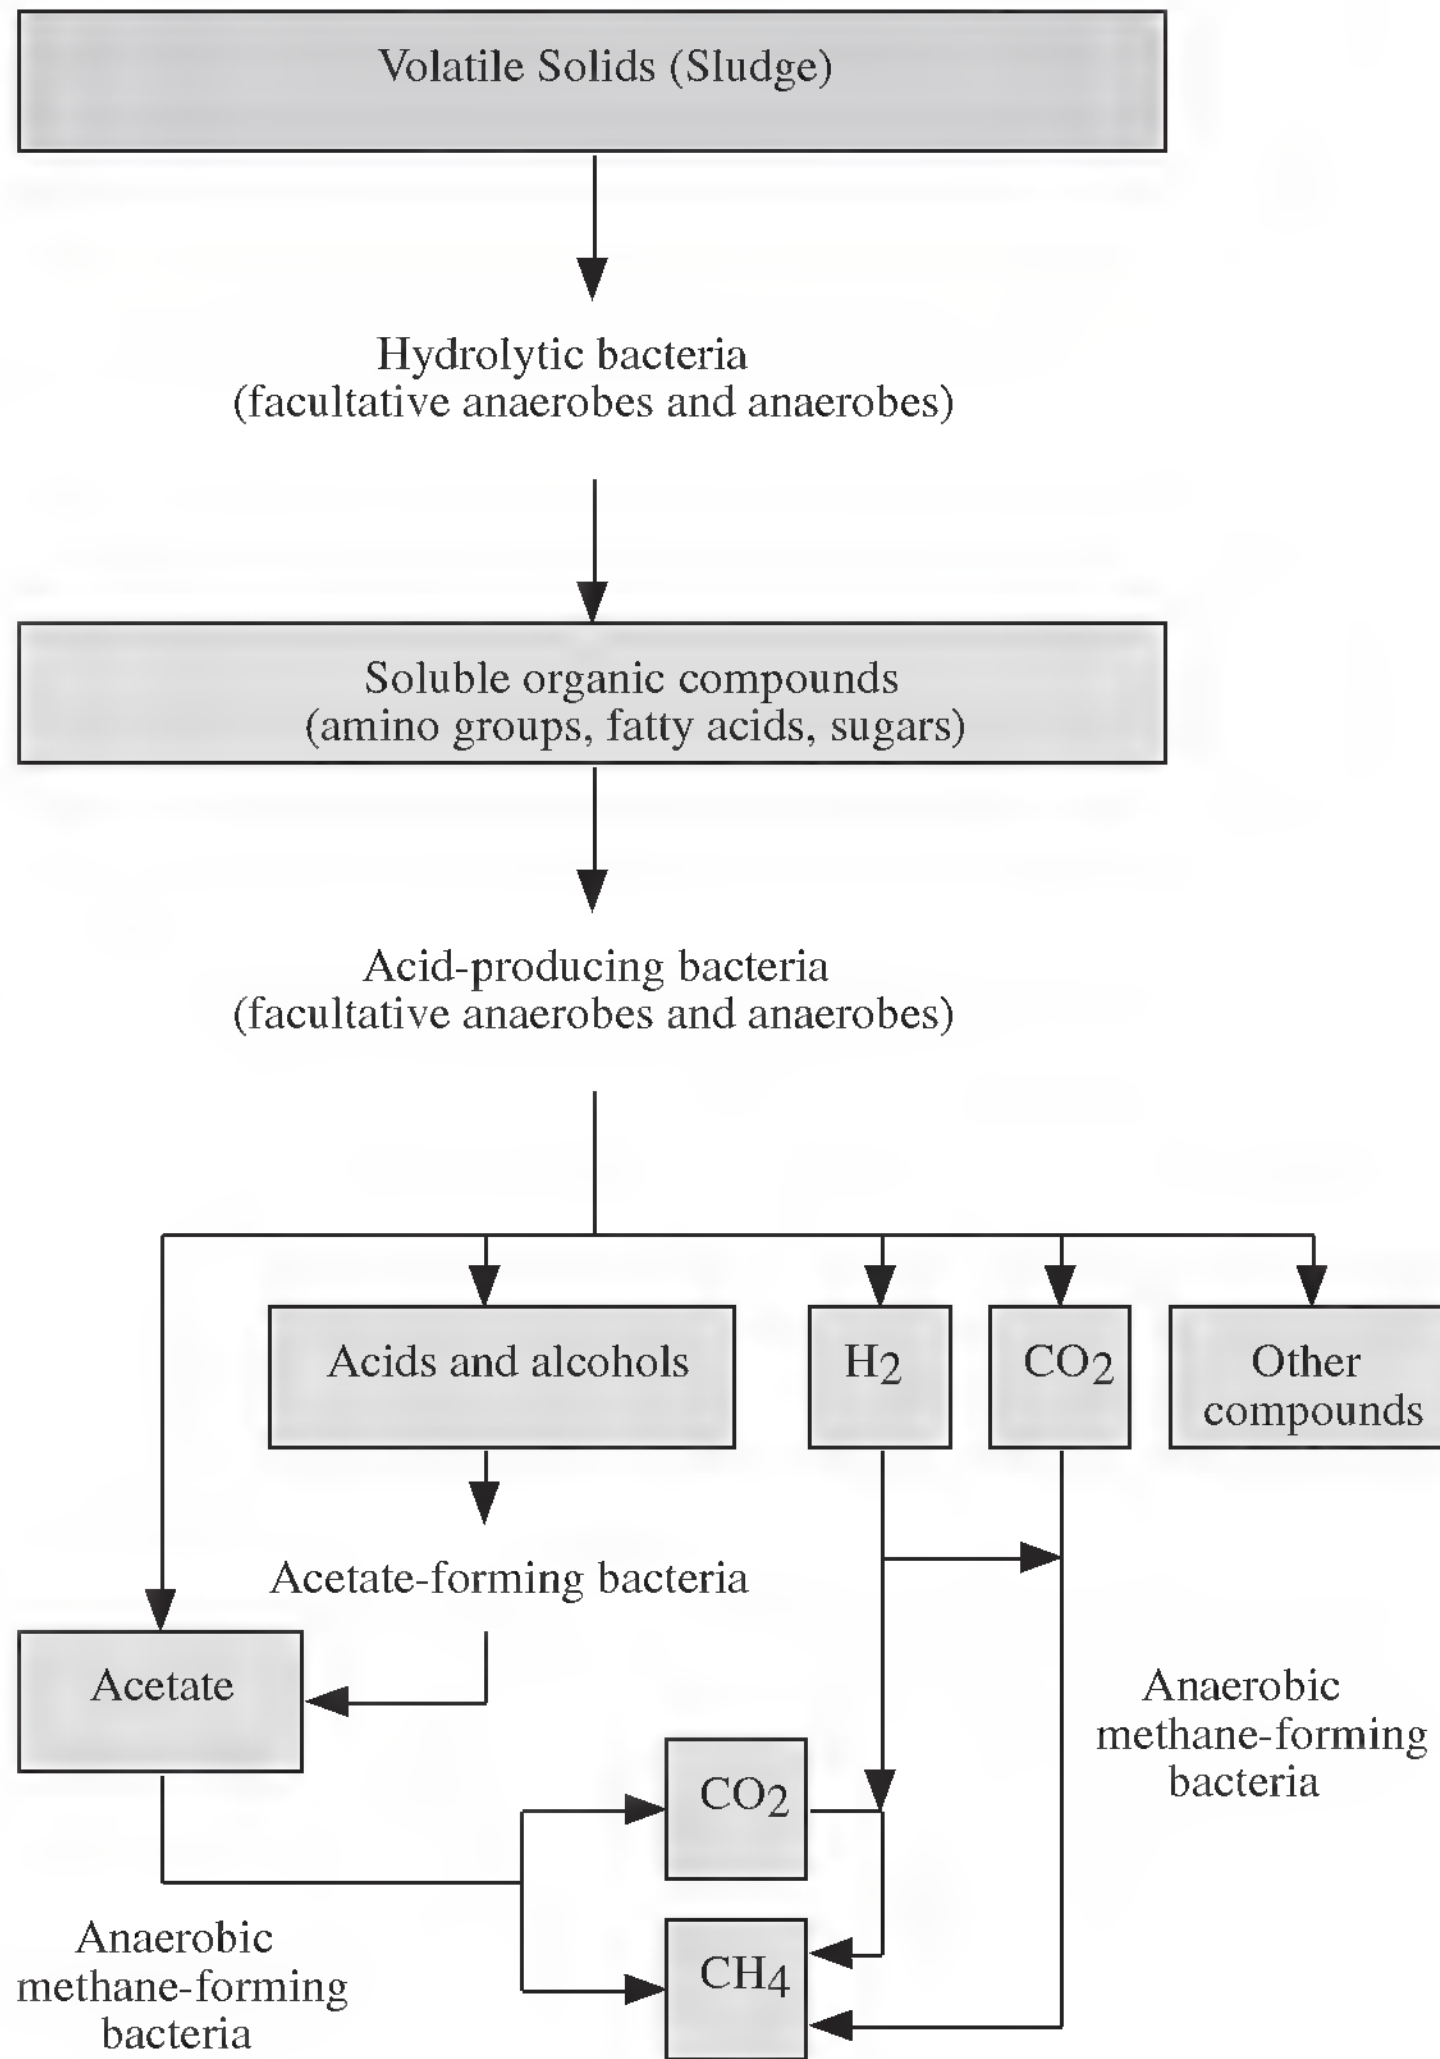 Volatile Solids (Sludge)
Hydrolytic bacteria
(facultative anaerobes and anaerobes)
Soluble organic compounds
(amino groups, fatty acids, sugars)
Acid-producing bacteria
(facultative anaerobes and anaerobes)
Acids and alcohols
H2
CO2
Other
compounds
Acetate-forming bacteria
Acetate
Anaerobic
methane-forming
bacteria
CO2
CH4
Anaerobic
methane-forming
bacteria